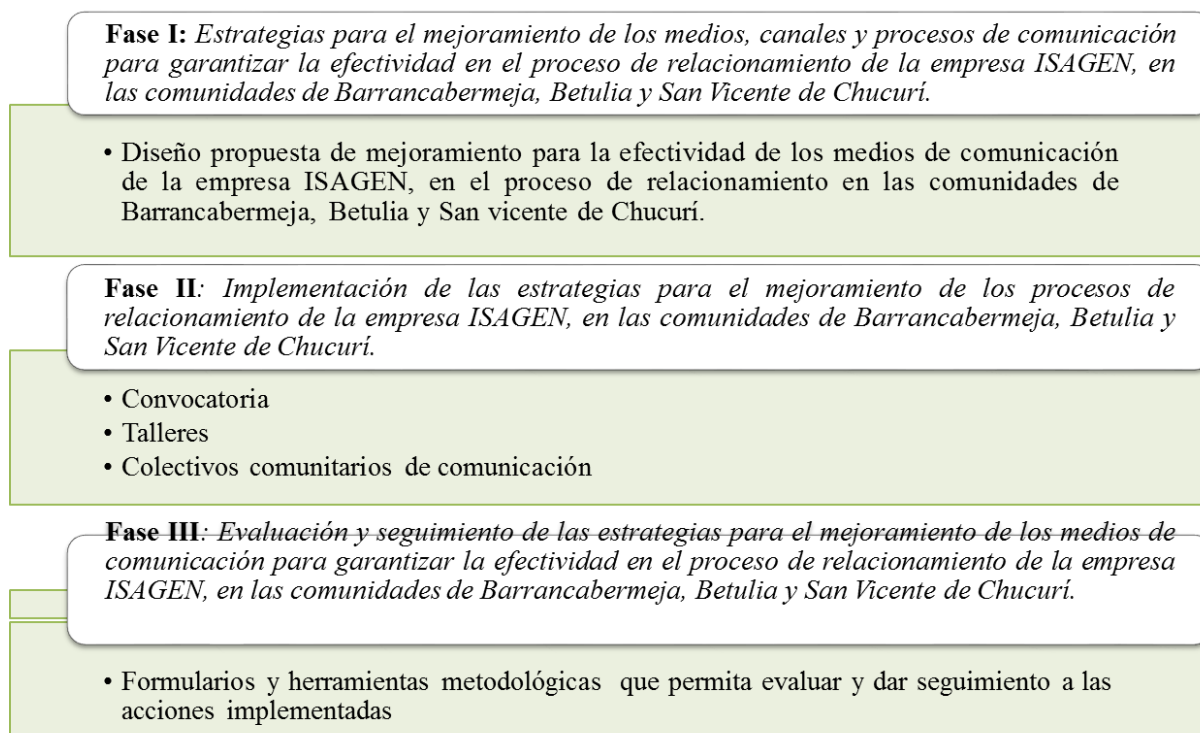 Fase I: Estrategias para el mejoramiento de los medios, canales y procesos de comunicación
para garantizar la efectividad en el proceso de relacionamiento de la empresa ISAGEN, en
las comunidades de Barrancabermeja, Betulia y San Vicente de Chucurí.
• Diseño propuesta de mejoramiento para la efectividad de los medios de comunicación
de la empresa ISAGEN, en el proceso de relacionamiento en las comunidades de
Barrancabermeja, Betulia y San vicente de Chucurí.
Fase II: Implementación de las estrategias para el mejoramiento de los procesos de
relacionamiento de la empresa ISAGEN, en las comunidades de Barrancabermeja, Betulia y
San Vicente de Chucurí.
• Convocatoria
• Talleres
• Colectivos comunitarios de comunicación
Fase III: Evaluación y seguimiento de las estrategias para el mejoramiento de los medios de
comunicación para garantizar la efectividad en el proceso de relacionamiento de la empresa
ISAGEN, en las comunidades de Barrancabermeja, Betulia y San Vicente de Chucurí.
• Formularios y herramientas metodológicas que permita evaluar y dar seguimiento a las
acciones implementadas